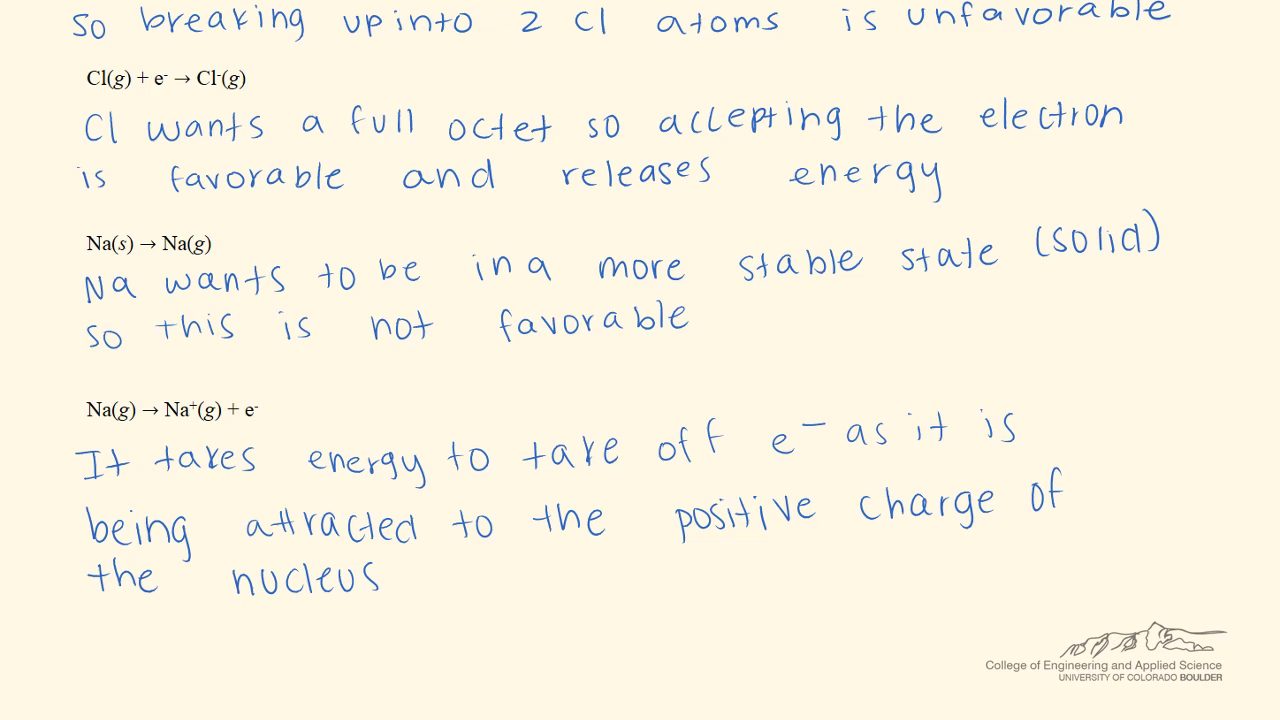 so breaking up into 2 Cl atoms is unfavorable
Cl(g) + e⁻ → Cl⁻(g)
Cl wants a full octet so accepting the electron
is favorable and releases energy
Na(s) → Na(g)
Na wants to be in a more stable state (solid)
so this is not favorable
Na(g) → Na⁺(g) + e⁻
It takes energy to take off e⁻ as it is
being attracted to the positive charge of
the nucleus
College of Engineering and Applied Science
UNIVERSITY OF COLORADO BOULDER